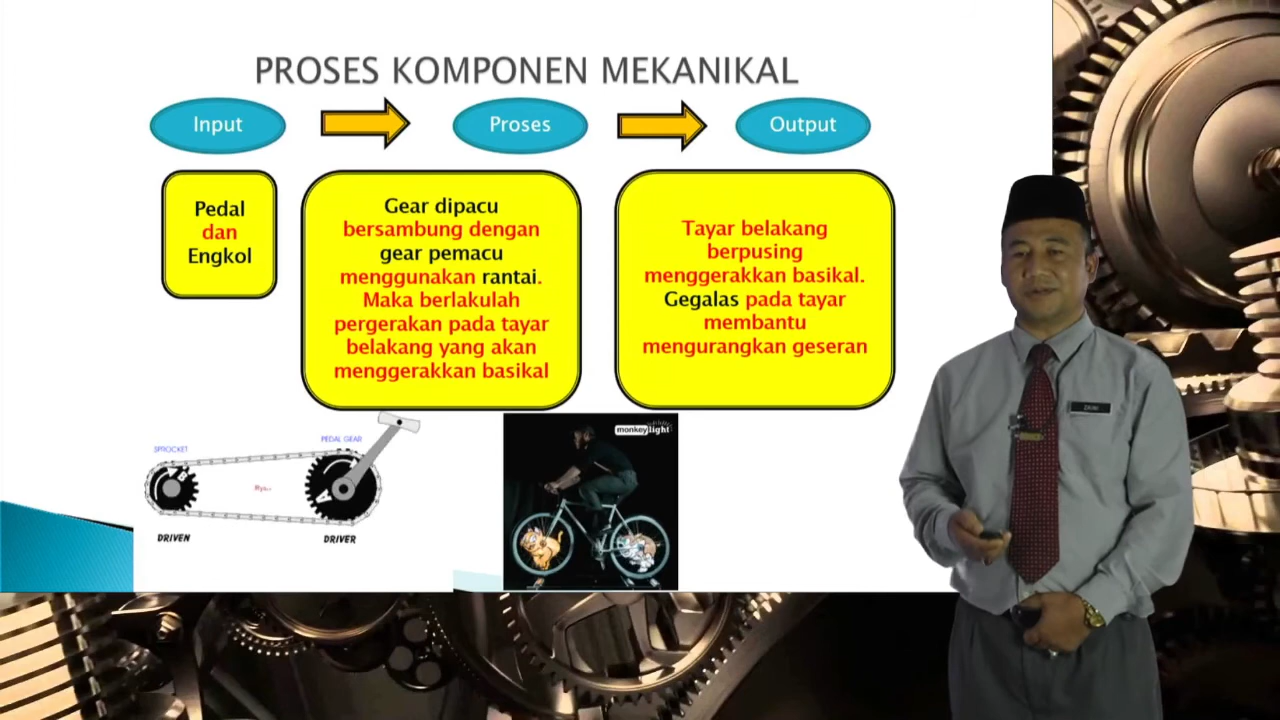 PROSES KOMPONEN MEKANIKAL
Input
Proses
Output
Pedal
dan
Engkol
Gear dipacu
bersambung dengan
gear pemacu
menggunakan rantai.
Maka berlakulah
pergerakan pada tayar
belakang yang akan
menggerakkan basikal
Tayar belakang
berpusing
menggerakkan basikal.
Gegalas pada tayar
membantu
mengurangkan geseran
SPROCKET
PEDAL GEAR
DRIVEN
DRIVER
monkeylight